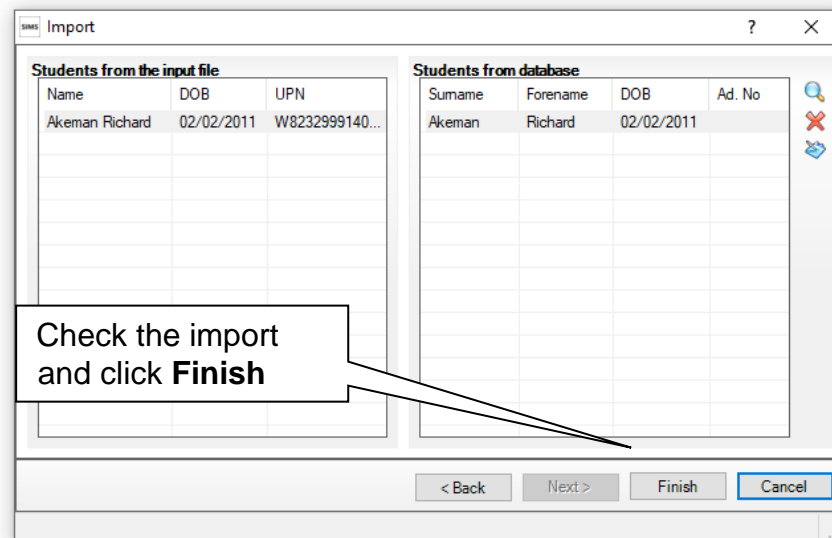 SIMS Import ? X
Students from the input file Students from database
Name DOB UPN Surname Forename DOB Ad. No
Akeman Richard 02/02/2011 W8232999140... Akeman Richard 02/02/2011
Check the import
and click Finish
< Back Next > Finish Cancel